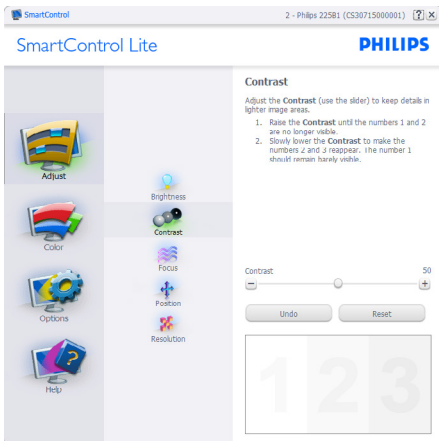 SmartControl
2 - Philips 225B1 (CS30715000001)
SmartControl Lite
PHILIPS
Adjust
Color
Options
Help
Brightness
Contrast
Focus
Position
Resolution
Contrast
Adjust the Contrast (use the slider) to keep details in
lighter image areas.
1. Raise the Contrast until the numbers 1 and 2
are no longer visible.
2. Slowly lower the Contrast to make the
numbers 2 and 3 reappear. The number 1
should remain barely visible.
Contrast 50
Undo Reset
1 2 3